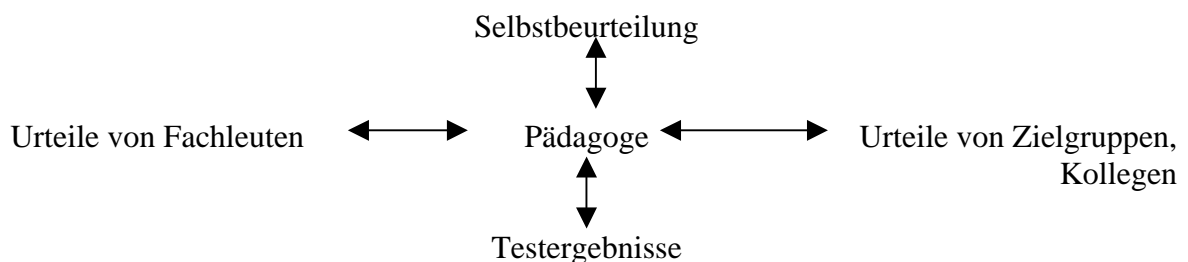 Selbstbeurteilung
Urteile von Fachleuten
Pädagoge
Urteile von Zielgruppen,
Kollegen
Testergebnisse